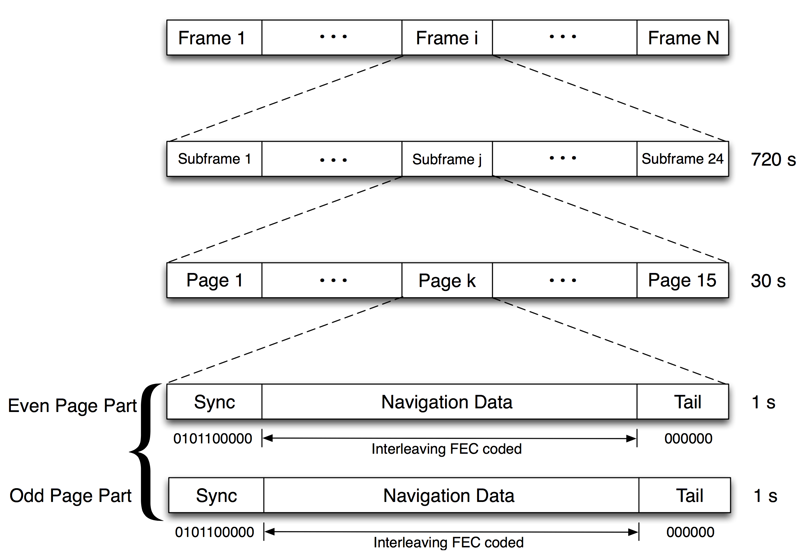 Frame 1 ••• Frame i ••• Frame N
Subframe 1 ••• Subframe j ••• Subframe 24 720 s
Page 1 ••• Page k ••• Page 15 30 s
Even Page Part Sync Navigation Data Tail 1 s
0101100000 Interleaving FEC coded 000000
Odd Page Part Sync Navigation Data Tail 1 s
0101100000 Interleaving FEC coded 000000